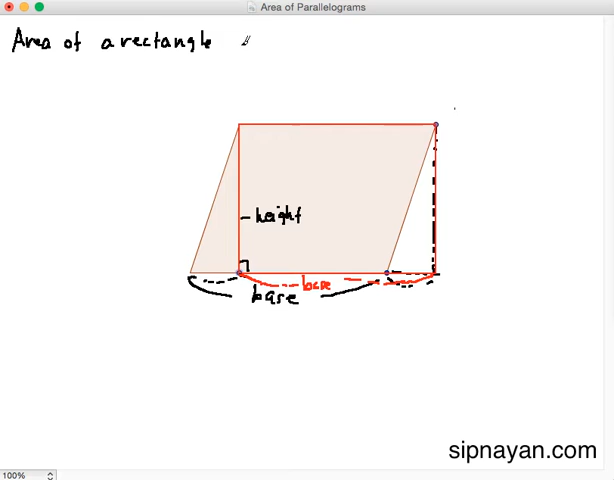 Area of Parallelograms
Area of a rectangle
height
base
base
sipnayan.com
100%